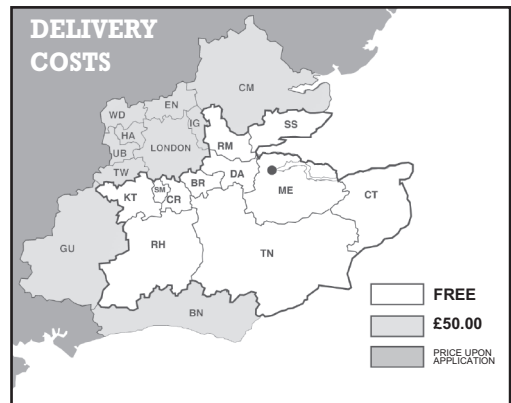 DELIVERY
COSTS
CM
EN
WD
IG
HA
SS
LONDON
RM
UB
TW
DA
BR
ME
CT
SM
KT
CR
RH
GU
TN
BN
FREE
£50.00
PRICE UPON
APPLICATION